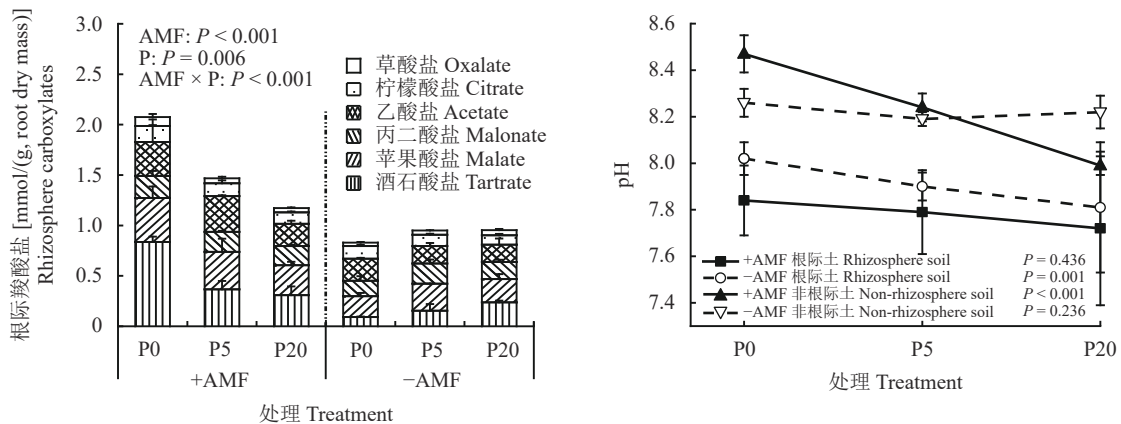 根际羧酸盐 [mmol/(g, root dry mass)]
Rhizosphere carboxylates
3.0
2.5
2.0
1.5
1.0
0.5
0
AMF: P < 0.001
P: P = 0.006
AMF × P: P < 0.001
草酸盐 Oxalate
柠檬酸盐 Citrate
乙酸盐 Acetate
丙二酸盐 Malonate
苹果酸盐 Malate
酒石酸盐 Tartrate
P0 P5 P20 P0 P5 P20
+AMF −AMF
处理 Treatment
pH
8.6
8.4
8.2
8.0
7.8
7.6
7.4
+AMF 根际土 Rhizosphere soil P = 0.436
−AMF 根际土 Rhizosphere soil P = 0.001
+AMF 非根际土 Non-rhizosphere soil P < 0.001
−AMF 非根际土 Non-rhizosphere soil P = 0.236
P0 P5 P20
处理 Treatment